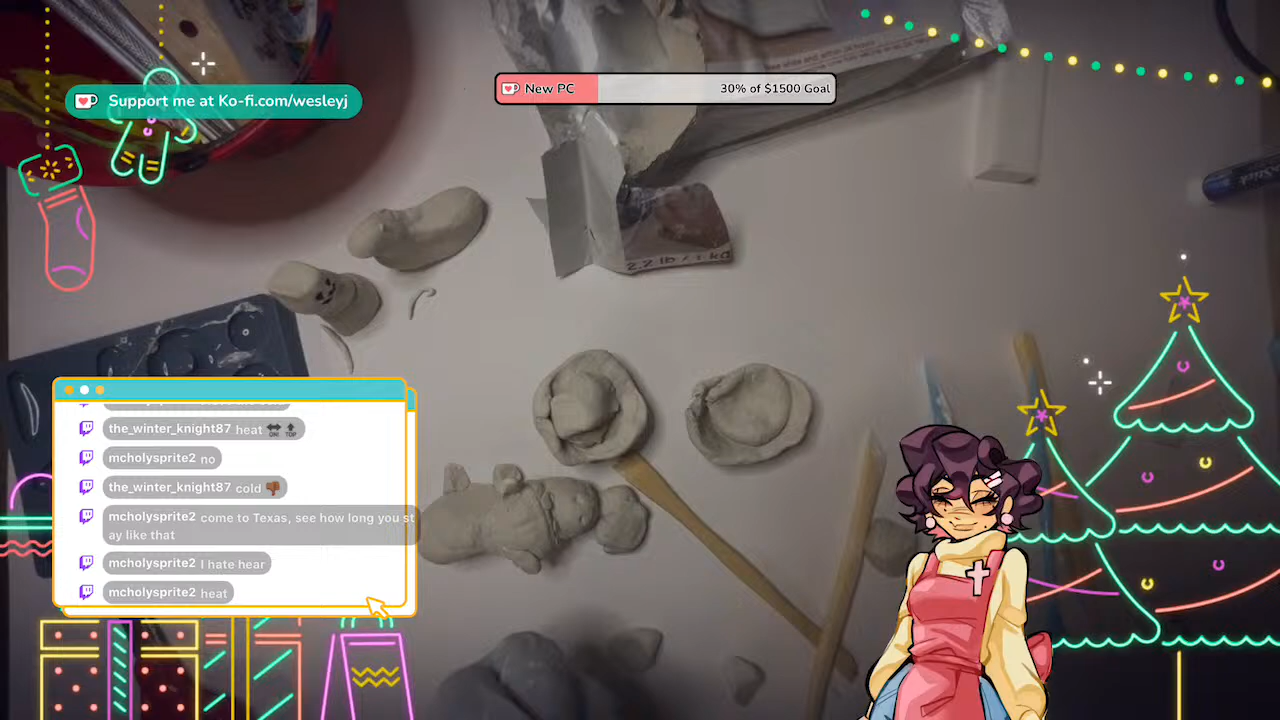 Support me at Ko-fi.com/wesleyj
New PC
30% of $1500 Goal
2.2 lb / 1 kg
the_winter_knight87 heat
ON! TOP
mcholysprite2 no
the_winter_knight87 cold
mcholysprite2 come to Texas, see how long you st
ay like that
mcholysprite2 I hate hear
mcholysprite2 heat